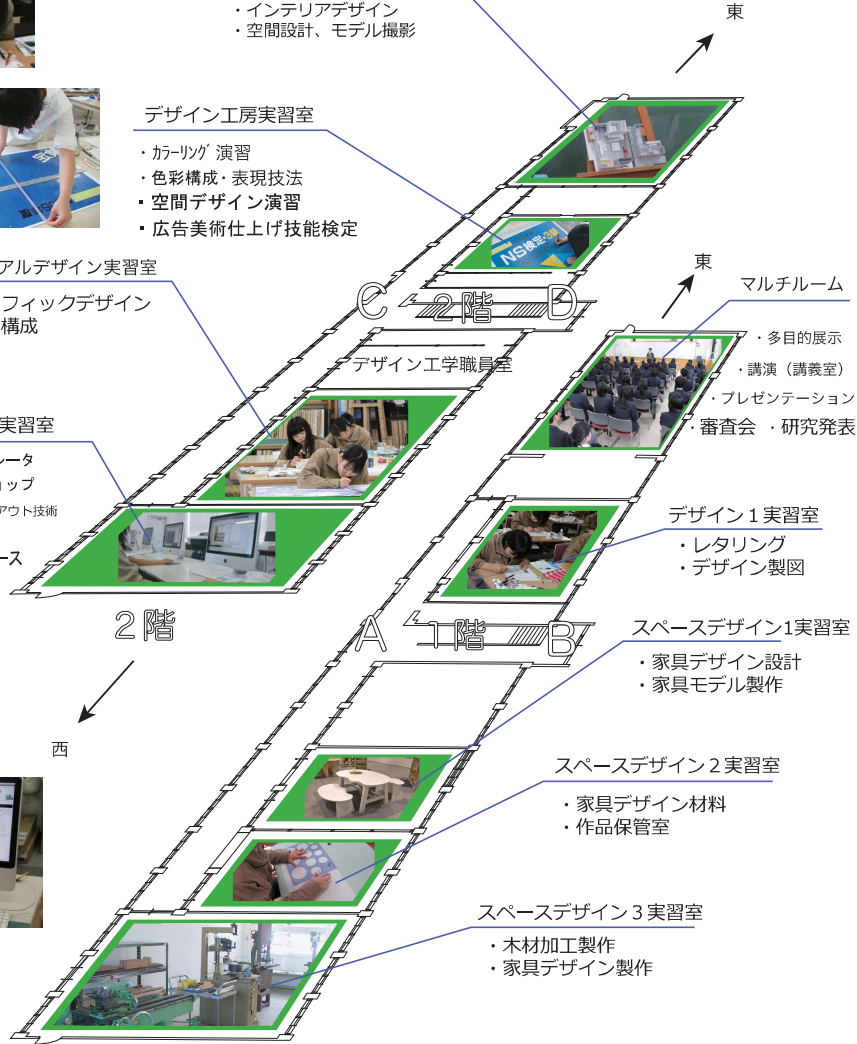 ・インテリアデザイン
・空間設計、モデル撮影
東
デザイン工房実習室
・カラーリング演習
・色彩構成・表現技法
・空間デザイン演習
・広告美術仕上げ技能検定
NS検定・3
アルデザイン実習室
フィックデザイン
構成
C 2階 D
デザイン工学職員室
東
マルチルーム
・多目的展示
・講演（講義室）
・プレゼンテーション
・審査会 ・研究発表
実習室
レータ
ョップ
アウト技術
ース
デザイン１実習室
・レタリング
・デザイン製図
2階
A 1階 B
西
スペースデザイン1実習室
・家具デザイン設計
・家具モデル製作
スペースデザイン２実習室
・家具デザイン材料
・作品保管室
スペースデザイン３実習室
・木材加工製作
・家具デザイン製作